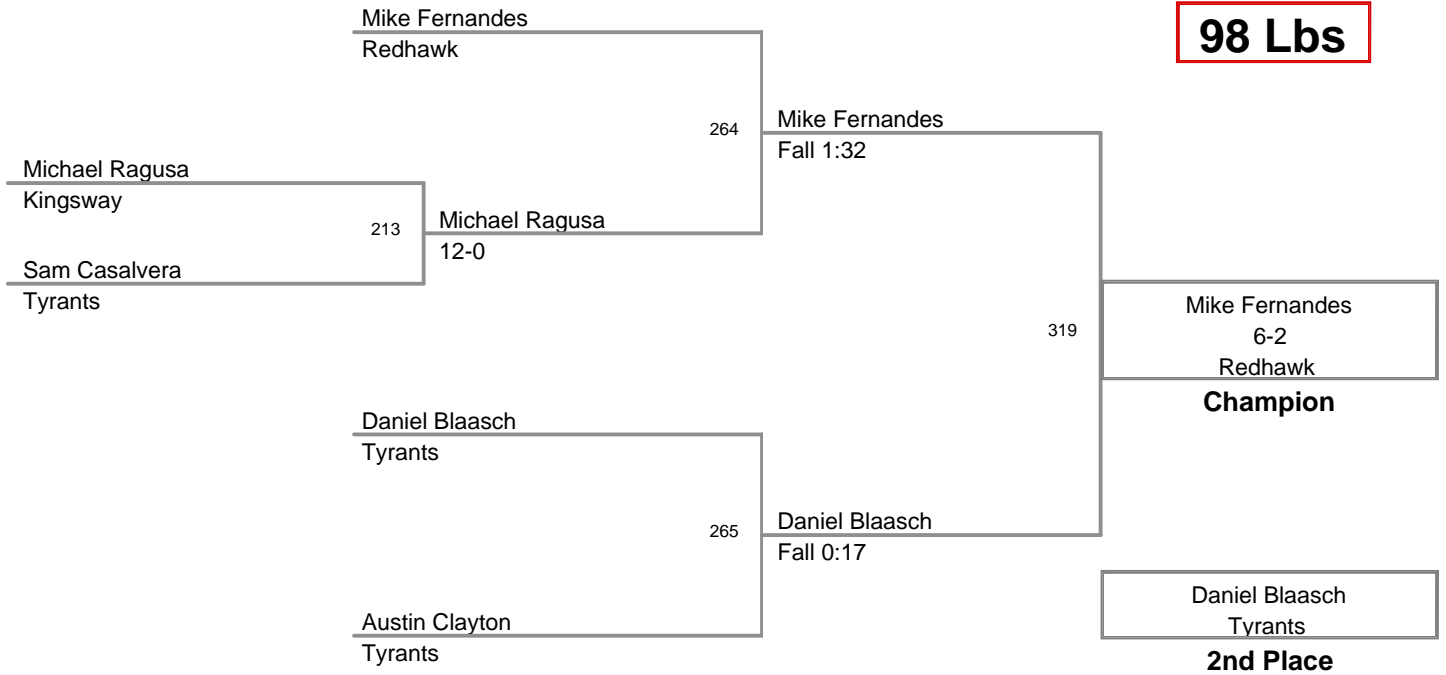 98 Lbs
Mike Fernandes
Redhawk
264
Mike Fernandes
Fall 1:32
Michael Ragusa
Kingsway
213
Michael Ragusa
12-0
Sam Casalvera
Tyrants
319
Mike Fernandes
6-2
Redhawk
Champion
Daniel Blaasch
Tyrants
265
Daniel Blaasch
Fall 0:17
Austin Clayton
Tyrants
Daniel Blaasch
Tyrants
2nd Place